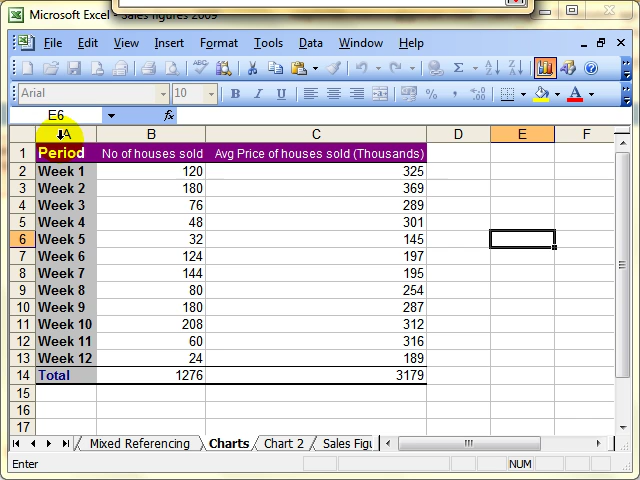 Microsoft Excel - Sales figures 2009
File Edit View Insert Format Tools Data Window Help
Arial 10 B
E6 fx
A B C D E F
1 Period No of houses sold Avg Price of houses sold (Thousands)
2 Week 1 120 325
3 Week 2 180 369
4 Week 3 76 289
5 Week 4 48 301
6 Week 5 32 145
7 Week 6 124 197
8 Week 7 144 195
9 Week 8 80 254
10 Week 9 180 287
11 Week 10 208 312
12 Week 11 60 316
13 Week 12 24 189
14 Total 1276 3179
15
16
17
Mixed Referencing Charts Chart 2 Sales Figu
Enter NUM